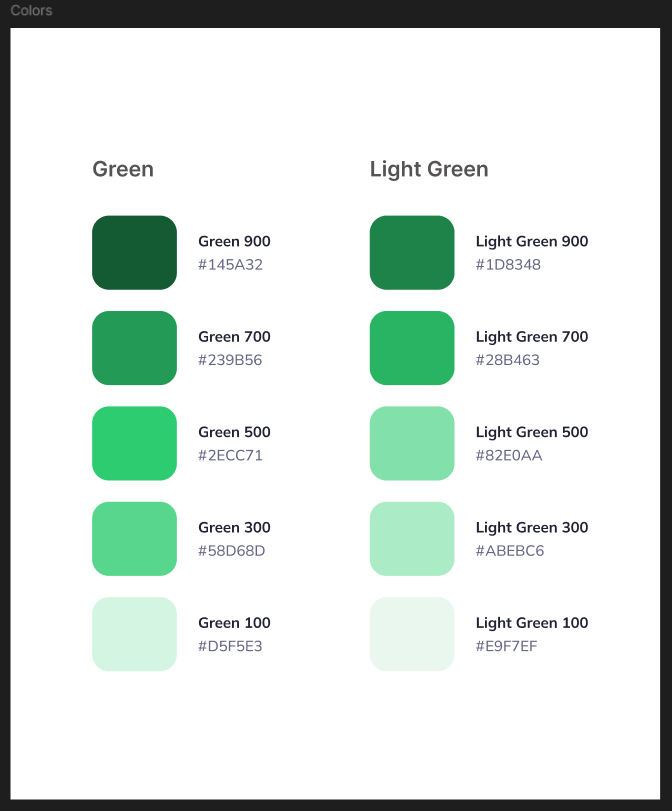 Colors
Green
Green 900
#145A32
Green 700
#239B56
Green 500
#2ECC71
Green 300
#58D68D
Green 100
#D5F5E3
Light Green
Light Green 900
#1D8348
Light Green 700
#28B463
Light Green 500
#82E0AA
Light Green 300
#ABEBC6
Light Green 100
#E9F7EF